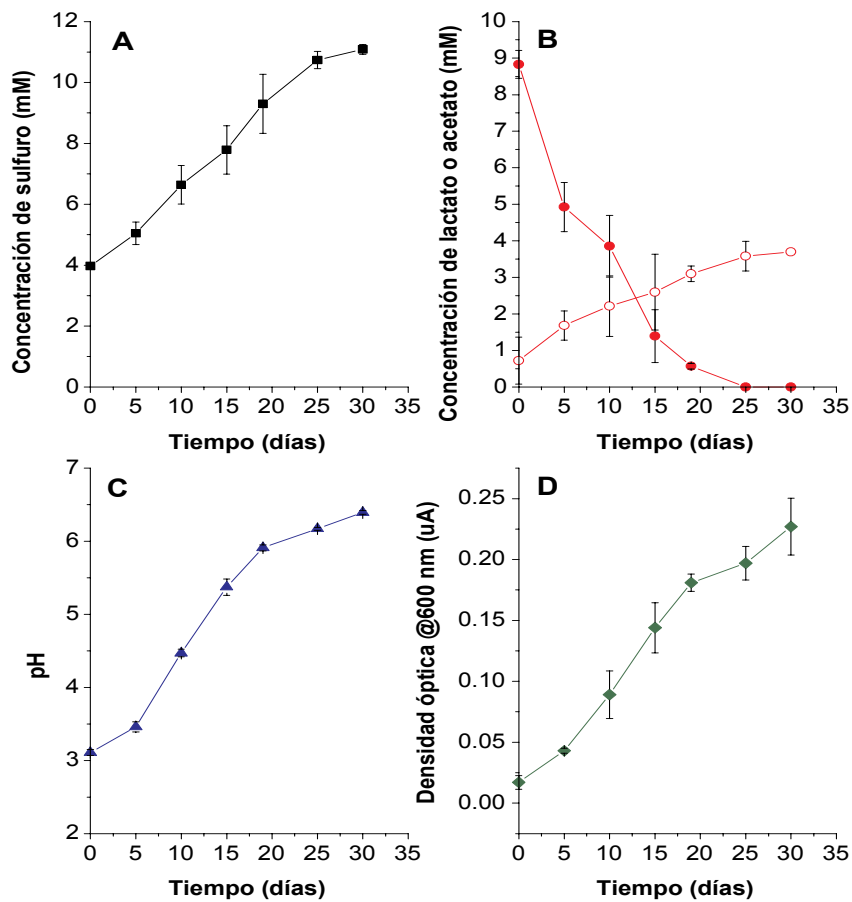 A
Concentración de sulfuro (mM)
12
10
8
6
4
2
0
0 5 10 15 20 25 30 35
Tiempo (días)
B
Concentración de lactato o acetato (mM)
10
9
8
7
6
5
4
3
2
1
0
0 5 10 15 20 25 30 35
Tiempo (días)
C
pH
7
6
5
4
3
2
0 5 10 15 20 25 30 35
Tiempo (días)
D
Densidad óptica @600 nm (uA)
0.25
0.20
0.15
0.10
0.05
0.00
0 5 10 15 20 25 30 35
Tiempo (días)